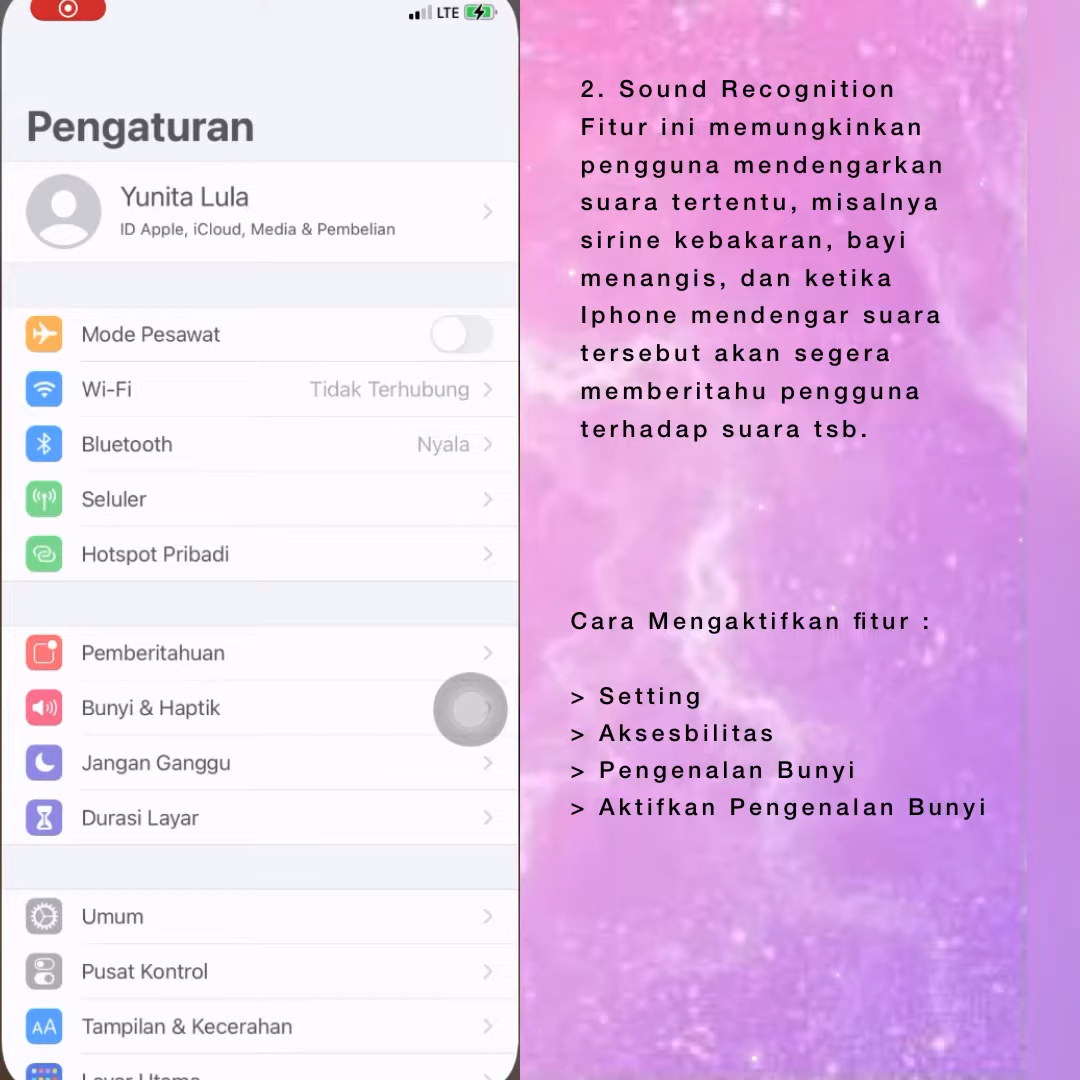 LTE
Pengaturan
Yunita Lula
ID Apple, iCloud, Media & Pembelian
Mode Pesawat
Wi-Fi Tidak Terhubung
Bluetooth Nyala
Seluler
Hotspot Pribadi
Pemberitahuan
Bunyi & Haptik
Jangan Ganggu
Durasi Layar
Umum
Pusat Kontrol
AA Tampilan & Kecerahan
Layar Utama
2. Sound Recognition
Fitur ini memungkinkan
pengguna mendengarkan
suara tertentu, misalnya
sirine kebakaran, bayi
menangis, dan ketika
Iphone mendengar suara
tersebut akan segera
memberitahu pengguna
terhadap suara tsb.
Cara Mengaktifkan fitur :
> Setting
> Aksesbilitas
> Pengenalan Bunyi
> Aktifkan Pengenalan Bunyi